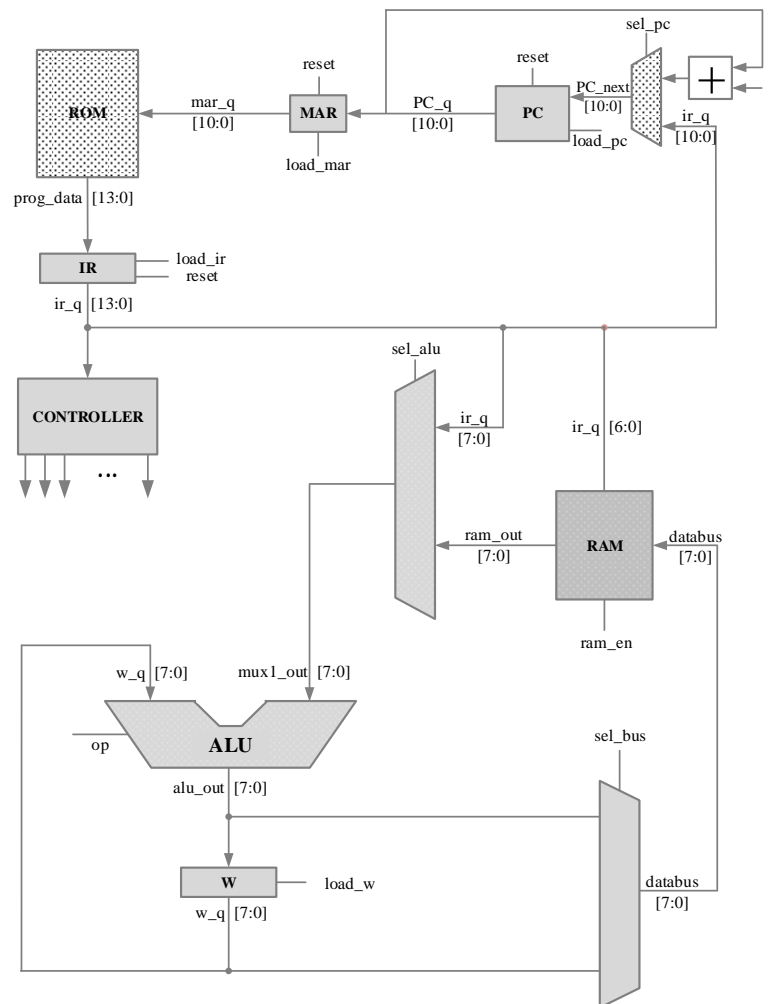 sel_pc
reset
reset
ROM
mar_q
[10:0]
MAR
load_mar
PC_q
[10:0]
PC
load_pc
PC_next
[10:0]
+
ir_q
[10:0]
prog_data [13:0]
IR
load_ir
reset
ir_q [13:0]
CONTROLLER
...
sel_alu
ir_q
[7:0]
ir_q [6:0]
ram_out
[7:0]
RAM
databus
[7:0]
ram_en
w_q [7:0]
mux1_out [7:0]
op
ALU
sel_bus
alu_out [7:0]
W
load_w
databus
[7:0]
w_q [7:0]